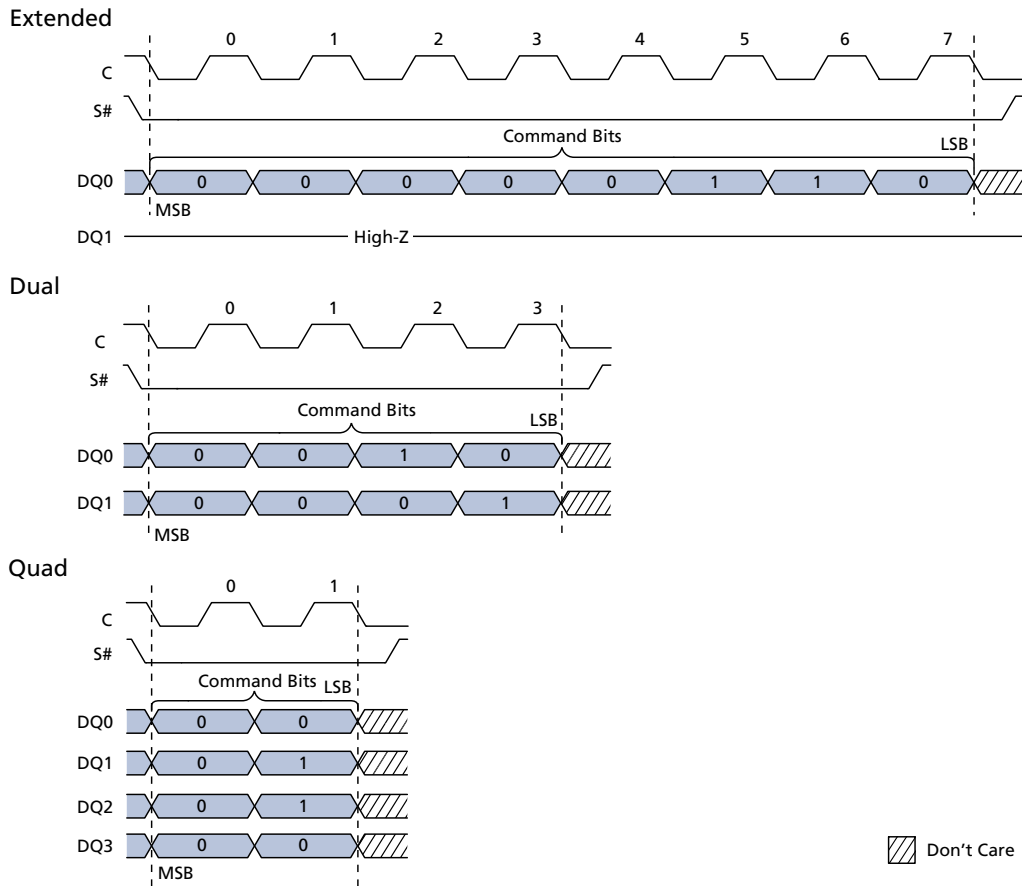 Extended
0 1 2 3 4 5 6 7
C
S#
Command Bits LSB
DQ0 0 0 0 0 0 1 1 0
MSB
DQ1 High-Z
Dual
0 1 2 3
C
S#
Command Bits LSB
DQ0 0 0 1 0
DQ1 0 0 0 1
MSB
Quad
0 1
C
S#
Command Bits LSB
DQ0 0 0
DQ1 0 1
DQ2 0 1
DQ3 0 0
MSB
Don't Care